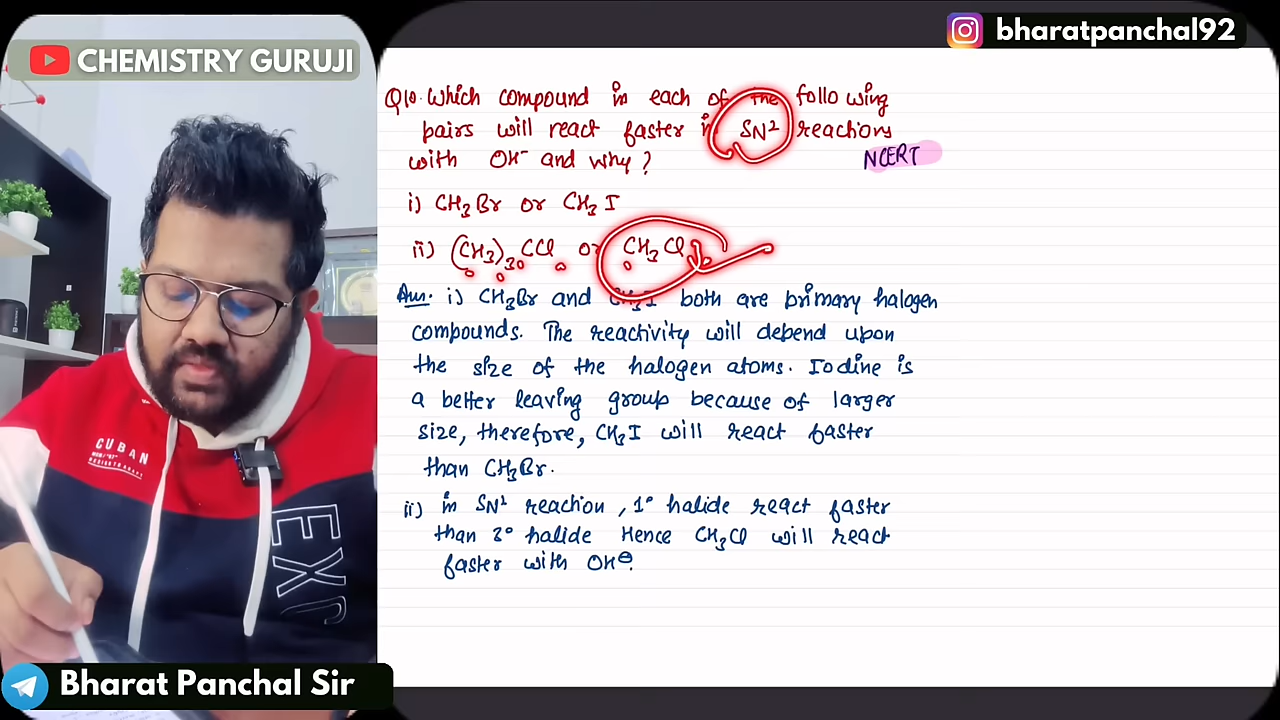 CHEMISTRY GURUJI
bharatpanchal92
Q10. Which compound in each of the following
pairs will react faster in SN² reactions
with OH⁻ and why?
NCERT
i) CH₃Br or CH₃I
ii) (CH₃)₃CCl or CH₃Cl
Ans. i) CH₃Br and CH₃I both are primary halogen
compounds. The reactivity will depend upon
the size of the halogen atoms. Iodine is
a better leaving group because of larger
size, therefore, CH₃I will react faster
than CH₃Br.
ii) in SN² reaction, 1° halide react faster
than 3° halide Hence CH₃Cl will react
faster with OH⊖.
CUBAN
EXC
Bharat Panchal Sir